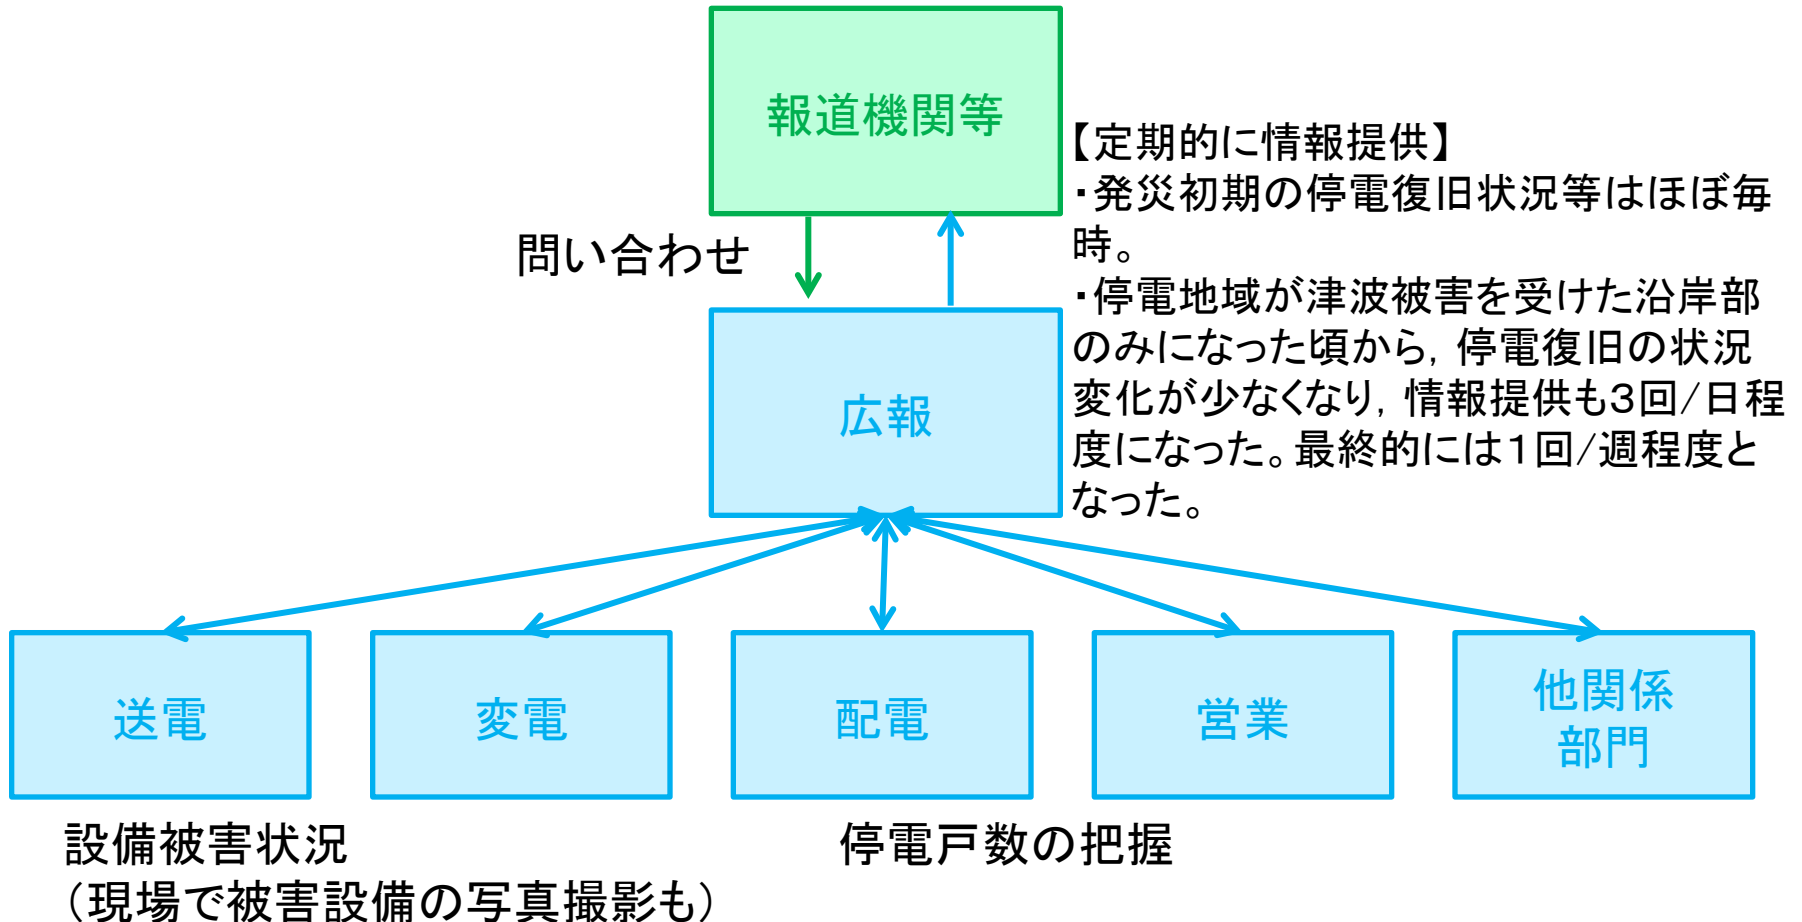 報道機関等
【定期的に情報提供】
・発災初期の停電復旧状況等はほぼ毎
時。
・停電地域が津波被害を受けた沿岸部
のみになった頃から，停電復旧の状況
変化が少なくなり，情報提供も３回/日程
度になった。最終的には１回/週程度と
なった。
問い合わせ
広報
送電
変電
配電
営業
他関係
部門
設備被害状況
（現場で被害設備の写真撮影も）
停電戸数の把握